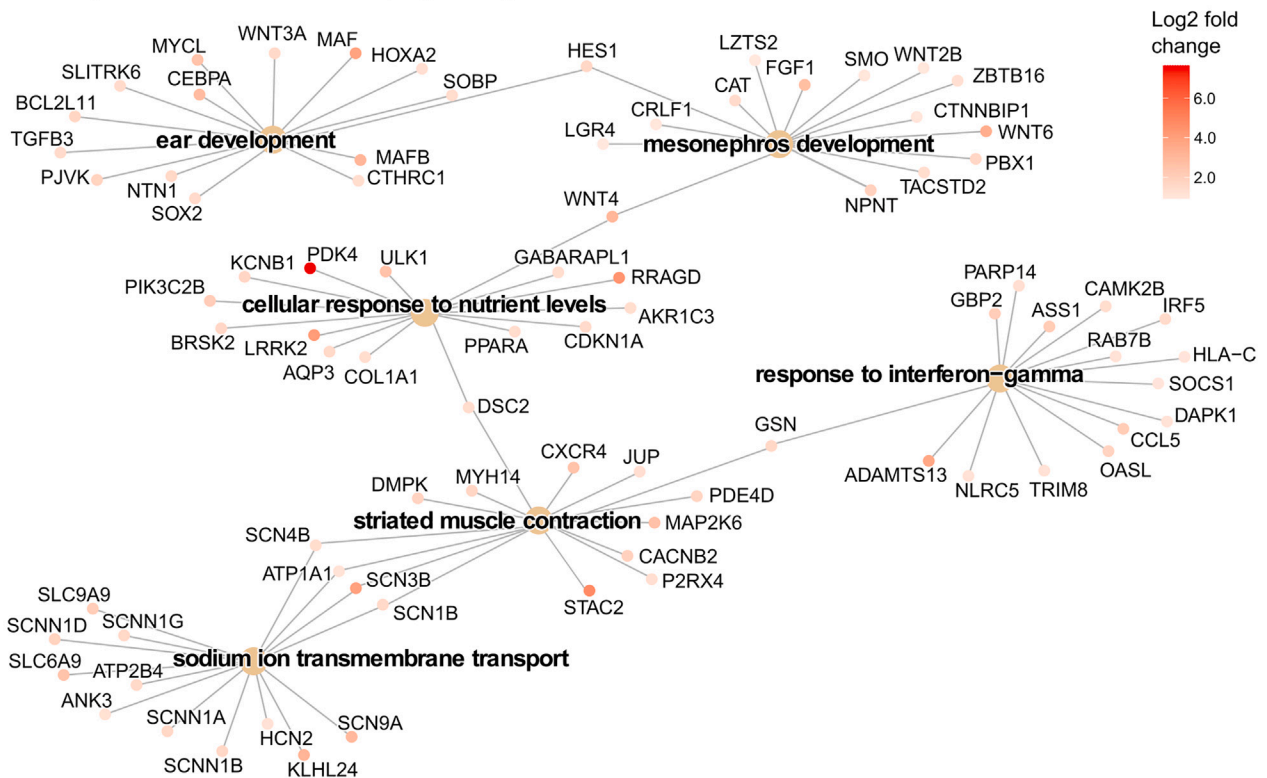 Log2 fold
change
6.0
4.0
2.0
WNT3A
MAF
MYCL
HOXA2
SLITRK6
CEBPA
SOBP
BCL2L11
ear development
TGFB3
MAFB
PJVK
CTHRC1
NTN1
SOX2
HES1
LZTS2
SMO
WNT2B
FGF1
ZBTB16
CAT
CRLF1
CTNNBIP1
LGR4
WNT6
mesonephros development
PBX1
TACSTD2
NPNT
WNT4
PDK4
ULK1
GABARAPL1
KCNB1
RRAGD
PIK3C2B
cellular response to nutrient levels
AKR1C3
BRSK2
LRRK2
PPARA
CDKN1A
AQP3
COL1A1
PARP14
GBP2
ASS1
CAMK2B
IRF5
RAB7B
HLA−C
response to interferon−gamma
SOCS1
DAPK1
CCL5
OASL
ADAMTS13
NLRC5
TRIM8
DSC2
GSN
CXCR4
JUP
MYH14
DMPK
PDE4D
striated muscle contraction
MAP2K6
SCN4B
CACNB2
ATP1A1
P2RX4
SCN3B
STAC2
SCN1B
SLC9A9
SCNN1D
SCNN1G
sodium ion transmembrane transport
SLC6A9
ATP2B4
ANK3
SCNN1A
SCN9A
HCN2
SCNN1B
KLHL24